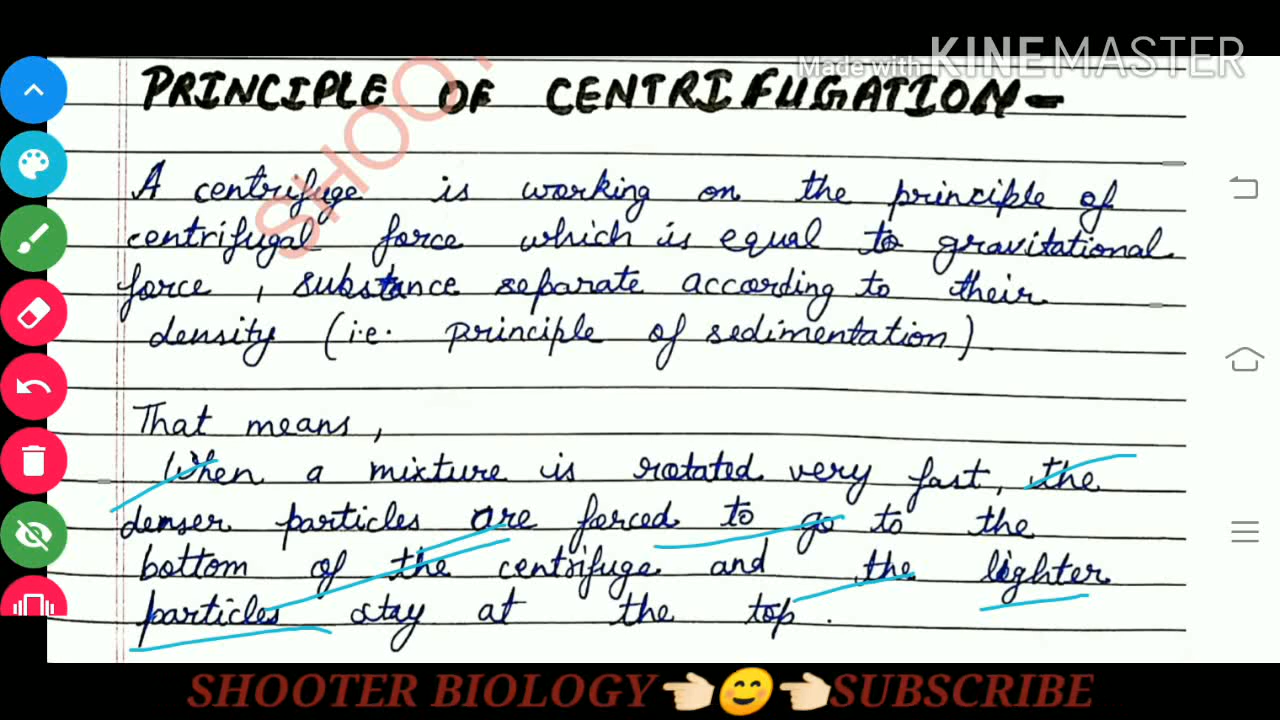 Made with KINEMASTER
PRINCIPLE OF CENTRIFUGATION-
SHOO
A centrifuge is working on the principle of
centrifugal force which is equal to gravitational
force, substance separate according to their
density (i.e. principle of sedimentation).
That means,
When a mixture is rotated very fast, the
denser particles are forced to go to the
bottom of the centrifuge and the lighter
particles stay at the top.
SHOOTER BIOLOGY👈🏻😊👈🏻SUBSCRIBE